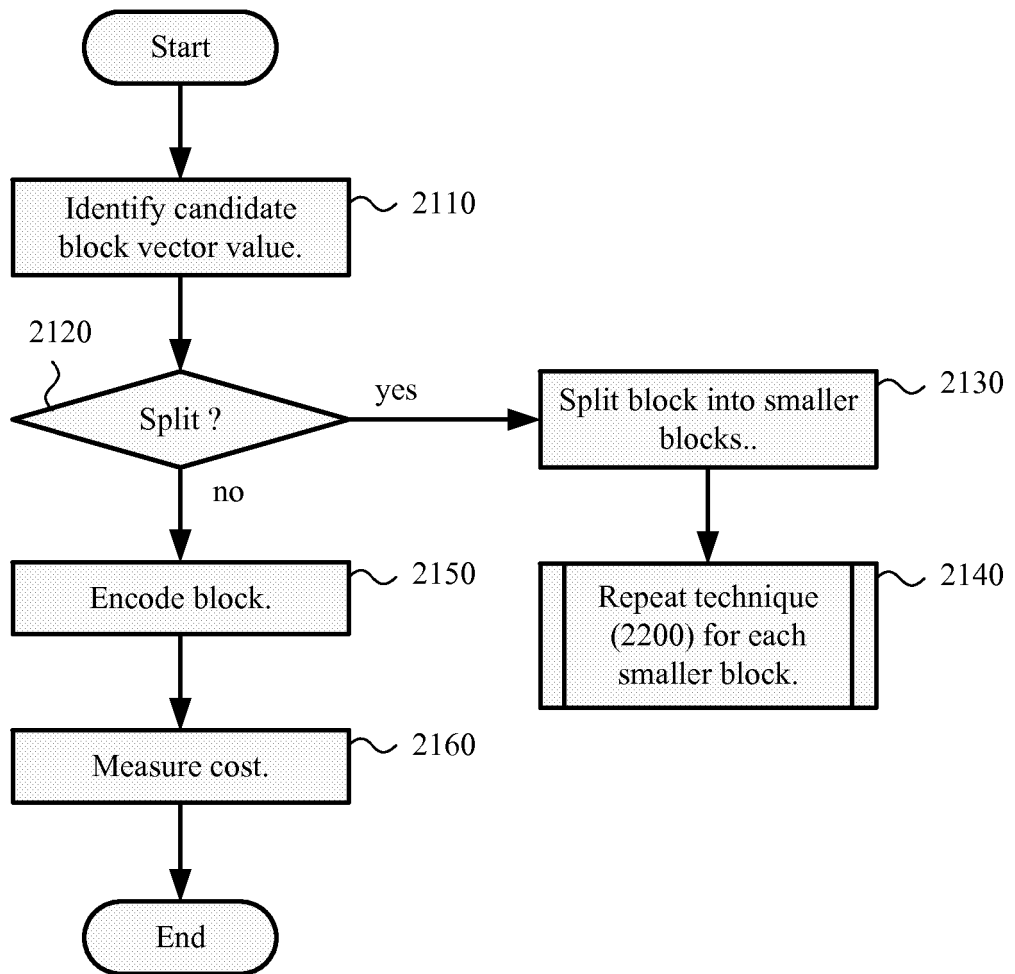 Start
Identify candidate
block vector value.
2110
2120
Split ?
yes
Split block into smaller
blocks..
2130
no
Repeat technique
(2200) for each
smaller block.
2140
Encode block.
2150
Measure cost.
2160
End